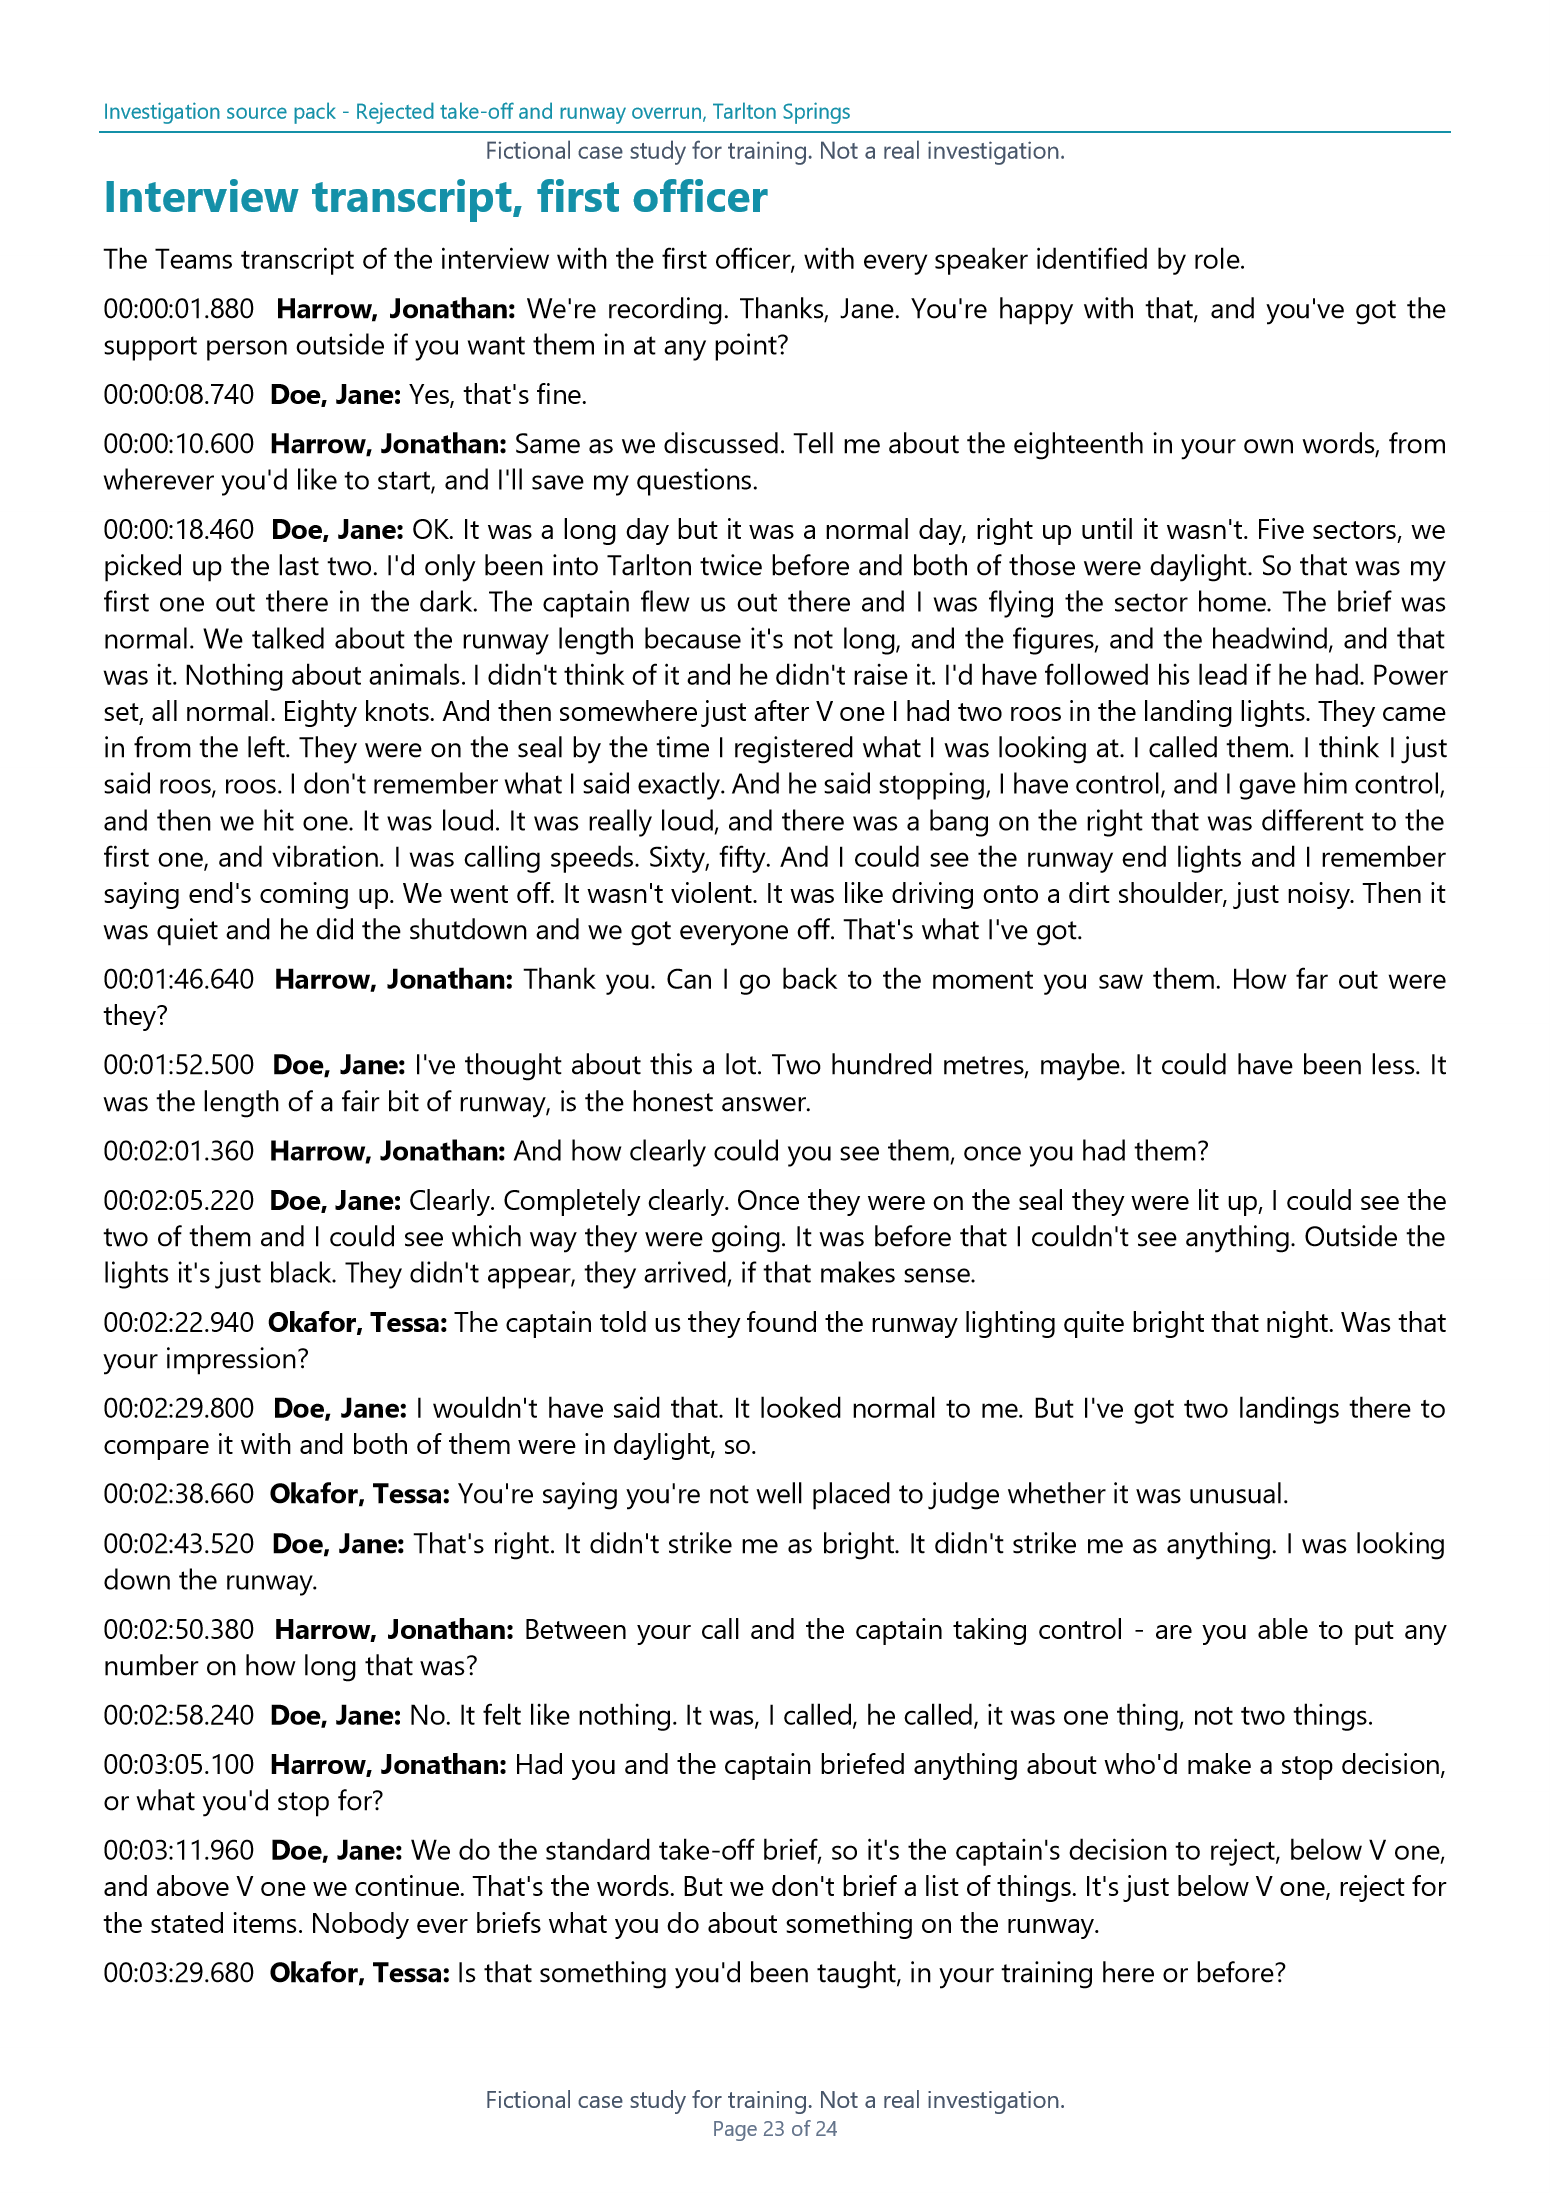 Investigation source pack - Rejected take-off and runway overrun, Tarlton Springs
Fictional case study for training. Not a real investigation.
Interview transcript, first officer
The Teams transcript of the interview with the first officer, with every speaker identified by role.
00:00:01.880 Harrow, Jonathan: We're recording. Thanks, Jane. You're happy with that, and you've got the
support person outside if you want them in at any point?
00:00:08.740 Doe, Jane: Yes, that's fine.
00:00:10.600 Harrow, Jonathan: Same as we discussed. Tell me about the eighteenth in your own words, from
wherever you'd like to start, and I'll save my questions.
00:00:18.460 Doe, Jane: OK. It was a long day but it was a normal day, right up until it wasn't. Five sectors, we
picked up the last two. I'd only been into Tarlton twice before and both of those were daylight. So that was my
first one out there in the dark. The captain flew us out there and I was flying the sector home. The brief was
normal. We talked about the runway length because it's not long, and the figures, and the headwind, and that
was it. Nothing about animals. I didn't think of it and he didn't raise it. I'd have followed his lead if he had. Power
set, all normal. Eighty knots. And then somewhere just after V one I had two roos in the landing lights. They came
in from the left. They were on the seal by the time I registered what I was looking at. I called them. I think I just
said roos, roos. I don't remember what I said exactly. And he said stopping, I have control, and I gave him control,
and then we hit one. It was loud. It was really loud, and there was a bang on the right that was different to the
first one, and vibration. I was calling speeds. Sixty, fifty. And I could see the runway end lights and I remember
saying end's coming up. We went off. It wasn't violent. It was like driving onto a dirt shoulder, just noisy. Then it
was quiet and he did the shutdown and we got everyone off. That's what I've got.
00:01:46.640 Harrow, Jonathan: Thank you. Can I go back to the moment you saw them. How far out were
they?
00:01:52.500 Doe, Jane: I've thought about this a lot. Two hundred metres, maybe. It could have been less. It
was the length of a fair bit of runway, is the honest answer.
00:02:01.360 Harrow, Jonathan: And how clearly could you see them, once you had them?
00:02:05.220 Doe, Jane: Clearly. Completely clearly. Once they were on the seal they were lit up, I could see the
two of them and I could see which way they were going. It was before that I couldn't see anything. Outside the
lights it's just black. They didn't appear, they arrived, if that makes sense.
00:02:22.940 Okafor, Tessa: The captain told us they found the runway lighting quite bright that night. Was that
your impression?
00:02:29.800 Doe, Jane: I wouldn't have said that. It looked normal to me. But I've got two landings there to
compare it with and both of them were in daylight, so.
00:02:38.660 Okafor, Tessa: You're saying you're not well placed to judge whether it was unusual.
00:02:43.520 Doe, Jane: That's right. It didn't strike me as bright. It didn't strike me as anything. I was looking
down the runway.
00:02:50.380 Harrow, Jonathan: Between your call and the captain taking control - are you able to put any
number on how long that was?
00:02:58.240 Doe, Jane: No. It felt like nothing. It was, I called, he called, it was one thing, not two things.
00:03:05.100 Harrow, Jonathan: Had you and the captain briefed anything about who'd make a stop decision,
or what you'd stop for?
00:03:11.960 Doe, Jane: We do the standard take-off brief, so it's the captain's decision to reject, below V one,
and above V one we continue. That's the words. But we don't brief a list of things. It's just below V one, reject for
the stated items. Nobody ever briefs what you do about something on the runway.
00:03:29.680 Okafor, Tessa: Is that something you'd been taught, in your training here or before?
Fictional case study for training. Not a real investigation.
Page 23 of 24